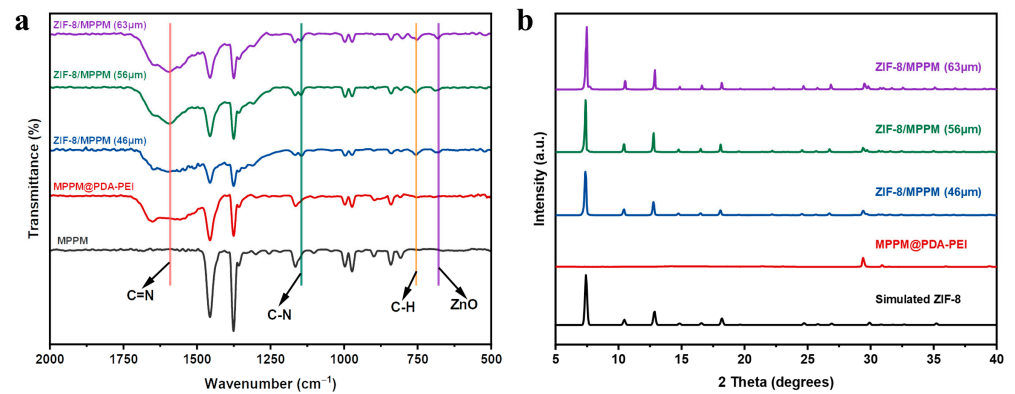 a
ZIF-8/MPPM (63μm)
ZIF-8/MPPM (56μm)
ZIF-8/MPPM (46μm)
MPPM@PDA-PEI
MPPM
C=N
C-N
C-H
ZnO
Transmittance (%)
2000 1750 1500 1250 1000 750 500
Wavenumber (cm⁻¹)
b
ZIF-8/MPPM (63μm)
ZIF-8/MPPM (56μm)
ZIF-8/MPPM (46μm)
MPPM@PDA-PEI
Simulated ZIF-8
Intensity (a.u.)
5 10 15 20 25 30 35 40
2 Theta (degrees)